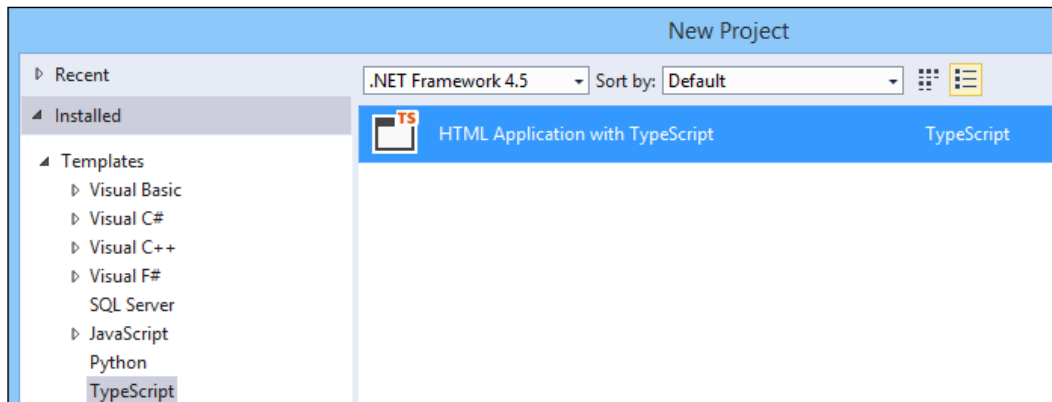 New Project
Recent
Installed
Templates
Visual Basic
Visual C#
Visual C++
Visual F#
SQL Server
JavaScript
Python
TypeScript
.NET Framework 4.5 Sort by: Default
TS HTML Application with TypeScript TypeScript